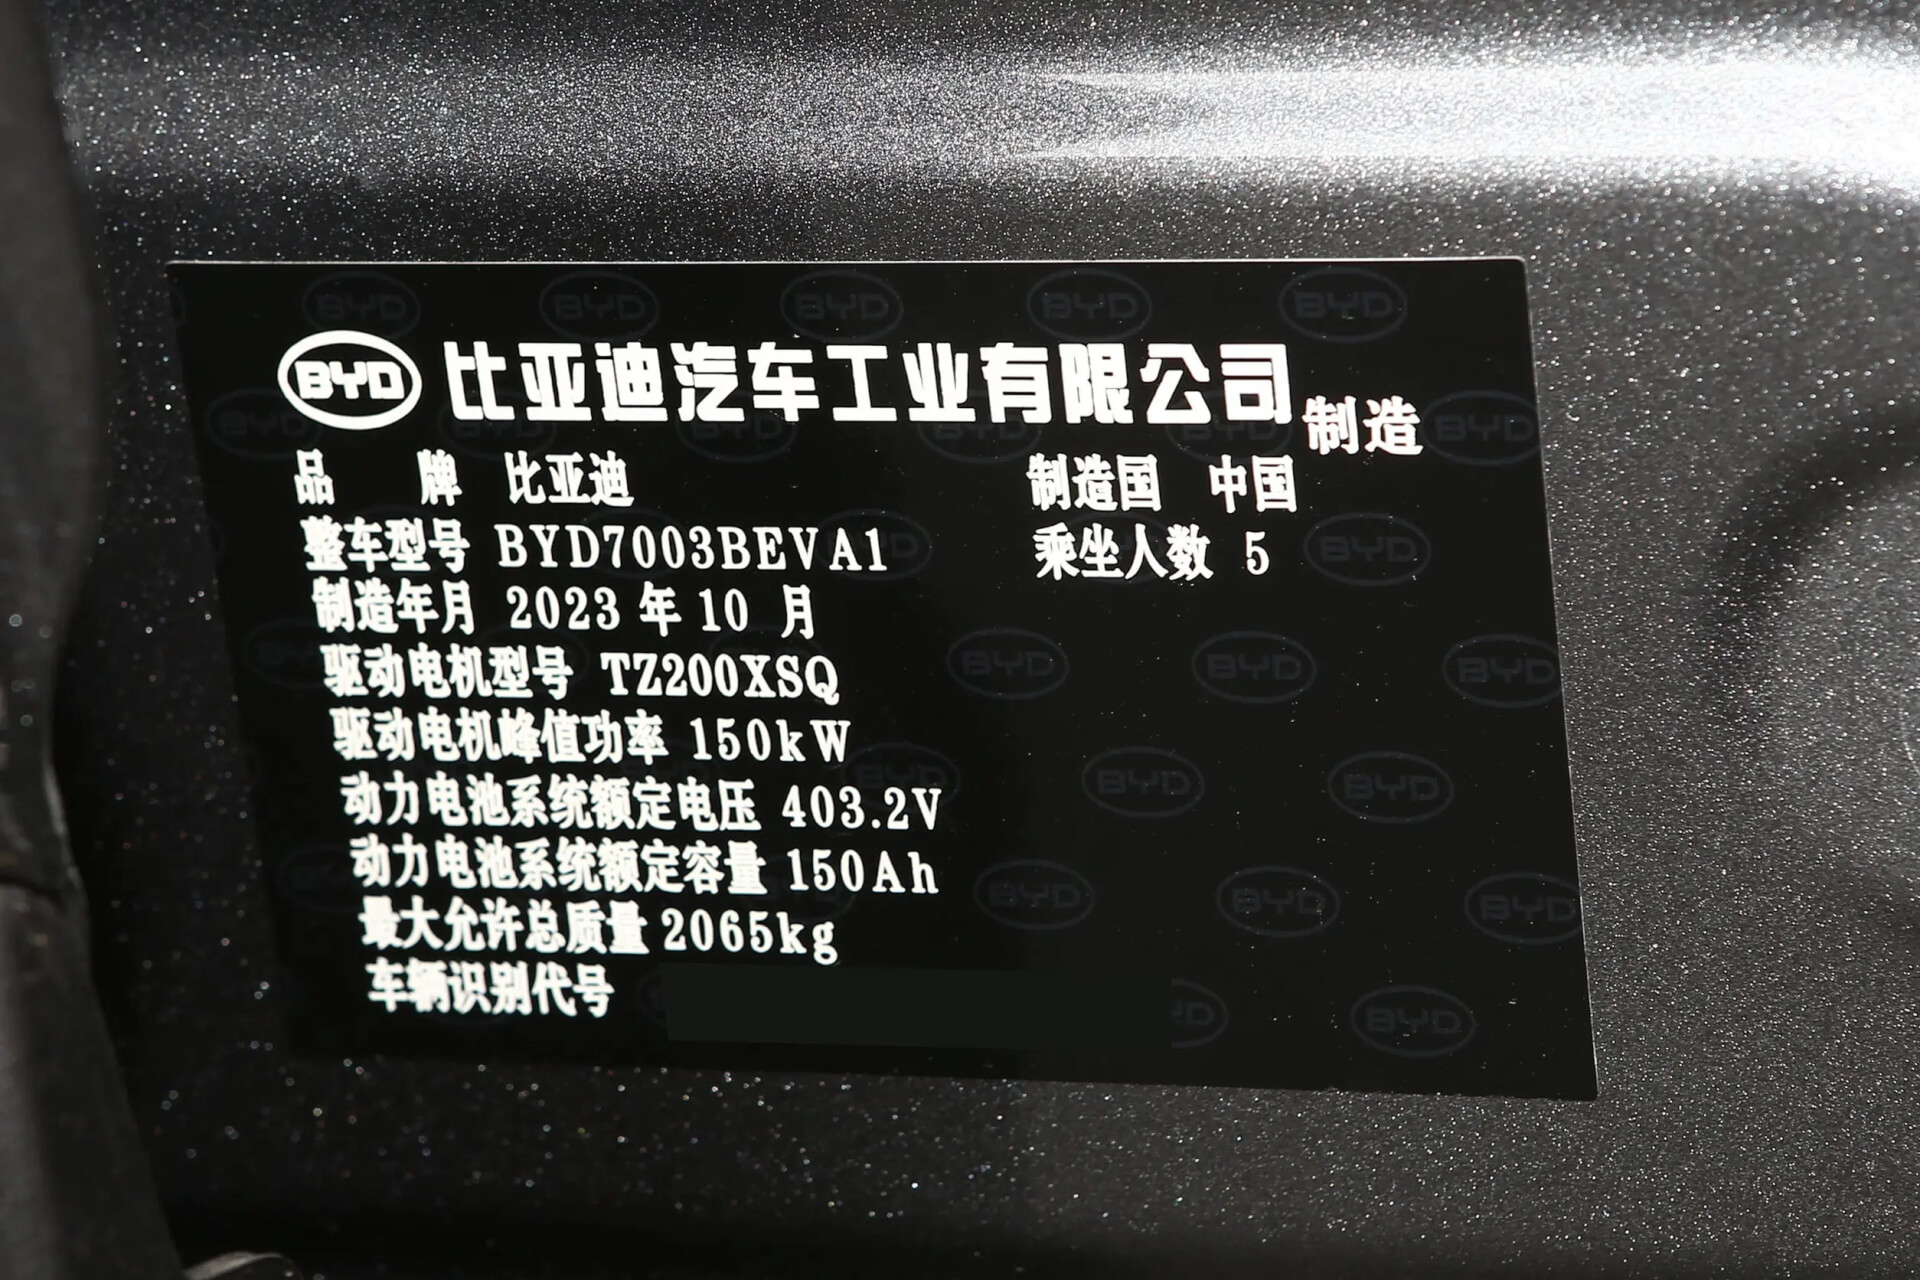 BYD 比亚迪汽车工业有限公司 制造
品 牌 比亚迪 制造国 中国
整车型号 BYD7003BEVA1 乘坐人数 5
制造年月 2023 年 10 月
驱动电机型号 TZ200XSQ
驱动电机峰值功率 150kW
动力电池系统额定电压 403.2V
动力电池系统额定容量 150Ah
最大允许总质量 2065kg
车辆识别代号